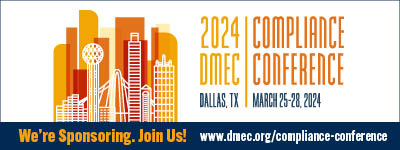 2024 COMPLIANCE
DMEC CONFERENCE
DALLAS, TX MARCH 25-28, 2024
We're Sponsoring. Join Us! www.dmec.org/compliance-conference